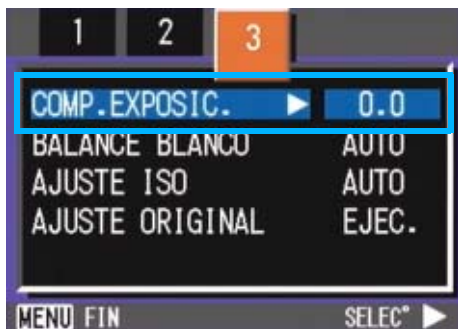 1 2 3
COMP.EXPOSIC. ▶ 0.0
BALANCE BLANCO AUTO
AJUSTE ISO AUTO
AJUSTE ORIGINAL EJEC.
MENU FIN SELEC° ▶